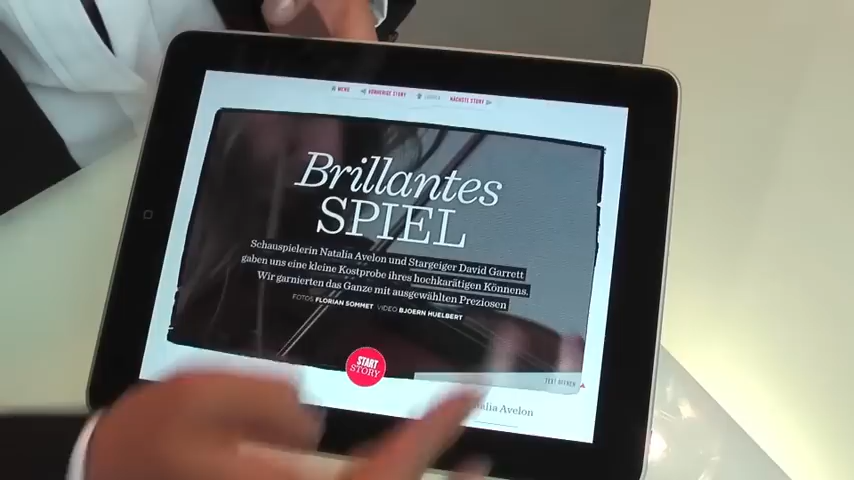 MENÜ VORHERIGE STORY NÄCHSTE STORY
Brillantes
SPIEL
Schauspielerin Natalia Avelon und Stargeiger David Garrett
gaben uns eine kleine Kostprobe ihres hochkarätigen Könnens.
Wir garnierten das Ganze mit ausgewählten Preziosen
FOTOS FLORIAN SOMMET VIDEO BJOERN HUELBERT
START
STORY
TEXT ÖFFNEN
Natalia Avelon